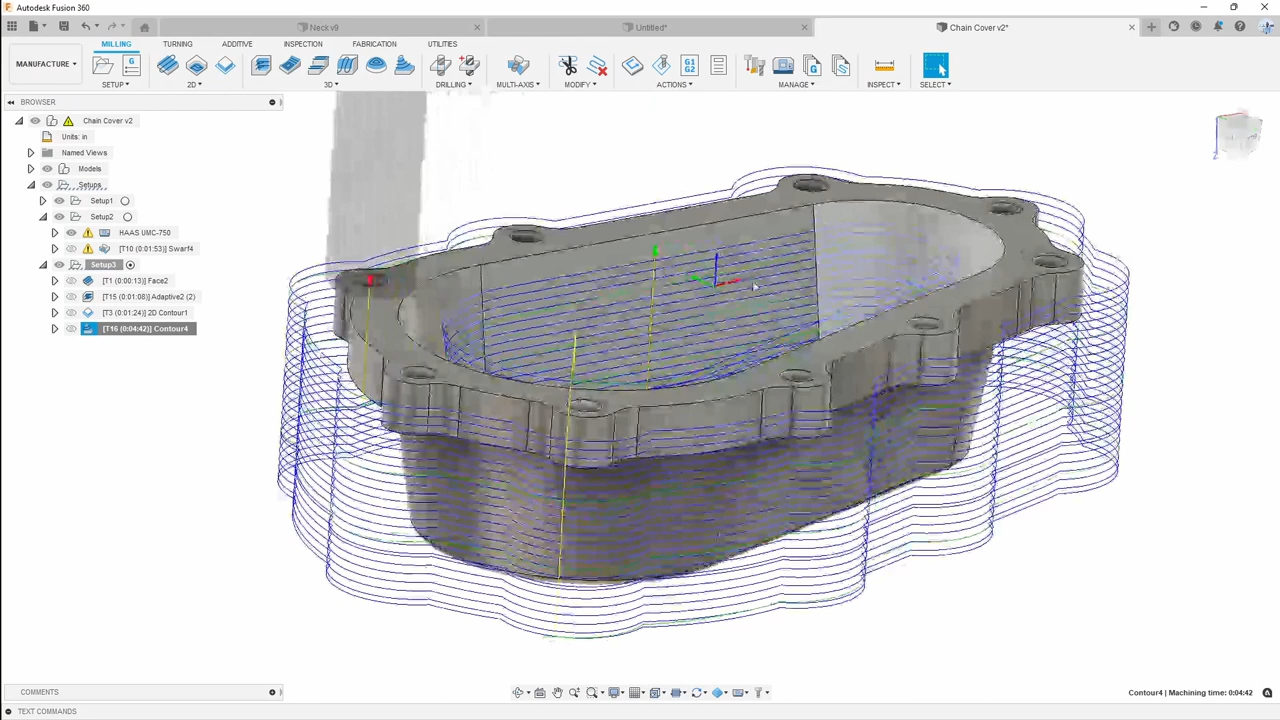 Autodesk Fusion 360
Neck v9
Untitled*
Chain Cover v2*
MILLING TURNING ADDITIVE INSPECTION FABRICATION UTILITIES
MANUFACTURE
G1
G2
SETUP 2D 3D DRILLING MULTI-AXIS MODIFY ACTIONS MANAGE INSPECT SELECT
BROWSER
Chain Cover v2
Units: in
Named Views
Models
Setups
Setup1
Setup2
HAAS UMC-750
[T10 (0:01:53) Swarf4
Setup3
[T1 (0:00:13)] Face2
[T15 (0:01:08)] Adaptive2 (2)
[T3 (0:01:14)] 2D Contour1
[T16 (0:04:42)] Contour4
COMMENTS
Contour4 | Machining time: 0:04:42
TEXT COMMANDS